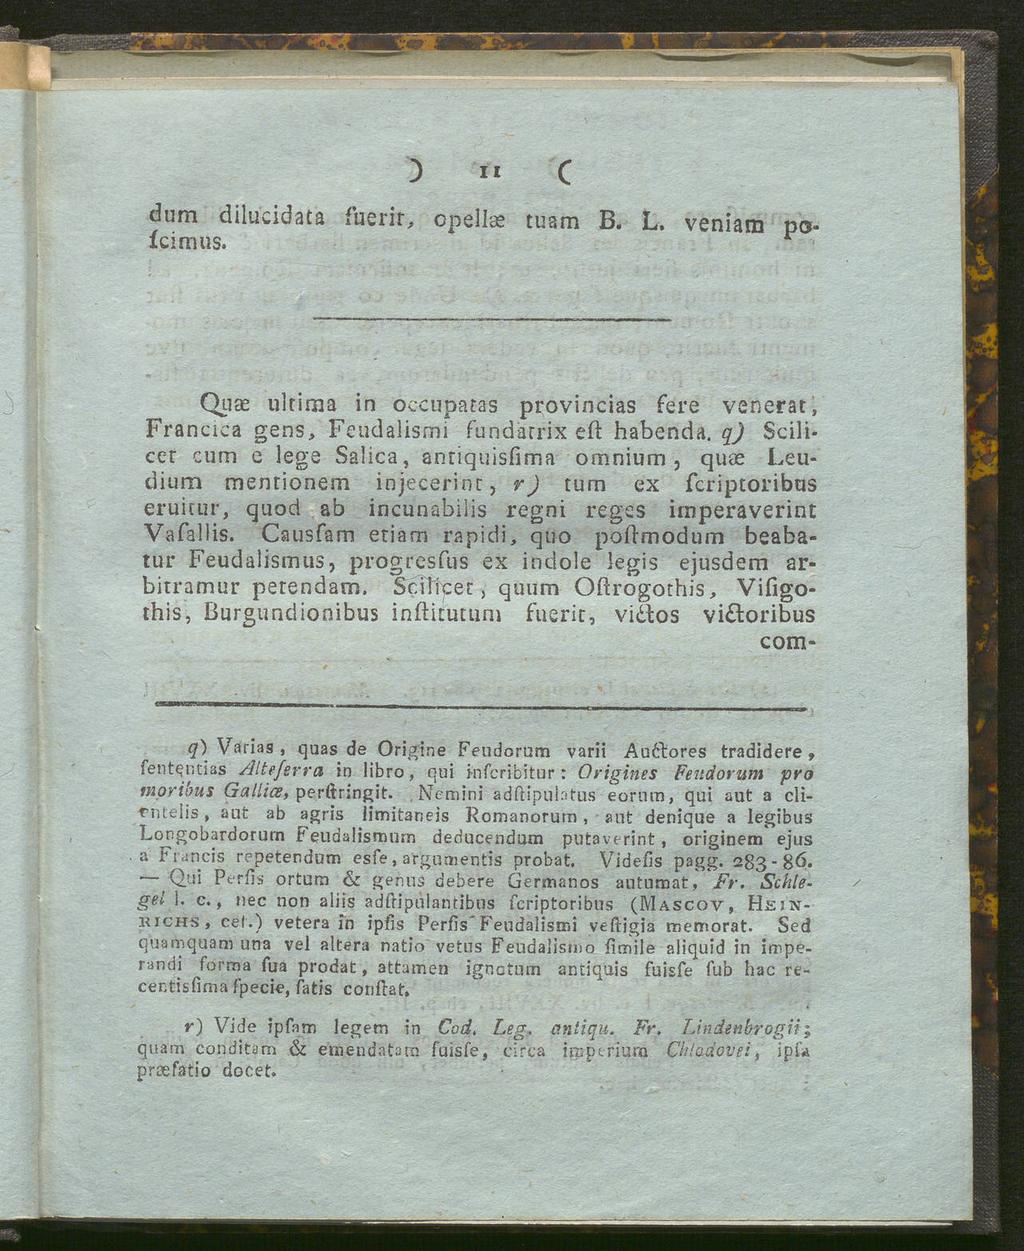 ) 11 (
dum dilucidata fuerit, opellæ tuam B. L. veniam po-
ſcimus.
Quæ ultima in occupatas provincias fere venerat,
Francica gens, Feudalismi fundatrix eſt habenda. q) Scili-
cet cum e lege Salica, antiquisſima omnium, quæ Leu-
dium mentionem injecerint, r) tum ex ſcriptoribus
eruitur, quod ab incunabilis regni reges imperaverint
Vaſallis. Causſam etiam rapidi, quo poſtmodum beaba-
tur Feudalismus, progresſus ex indole legis ejusdem ar-
bitramur petendam. Scilicet, quum Oſtrogothis, Viſigo-
this, Burgundionibus inſtitutum fuerit, victos victoribus
com-
q) Varias, quas de Origine Feudorum varii Auctores tradidere,
ſententias Alteſerra in libro, qui inſcribitur: Origines Feudorum pro
moribus Galliæ, perſtringit. Nemini adſtipulatus eorum, qui aut a cli-
entelis, aut ab agris limitaneis Romanorum, aut denique a legibus
Longobardorum Feudalismum deducendum putaverint, originem ejus
a Francis repetendum esſe, argumentis probat. Videſis pagg. 283-86.
— Qui Perſis ortum & genus debere Germanos autumat, Fr. Schle-
gel l. c., nec non aliis adſtipulantibus ſcriptoribus (MASCOV, HEIN-
RICHS, cet.) vetera in ipſis Perſis Feudalismi veſtigia memorat. Sed
quamquam una vel altera natio vetus Feudalismo ſimile aliquid in impe-
randi forma ſua prodat, attamen ignotum antiquis fuisſe ſub hac re-
centisſima ſpecie, ſatis conſtat.
r) Vide ipſam legem in Cod. Leg. antiqu. Fr. Lindenbrogii;
quam conditam & emendatam fuisſe, circa imperium Chlodovei, ipſa
præfatio docet.